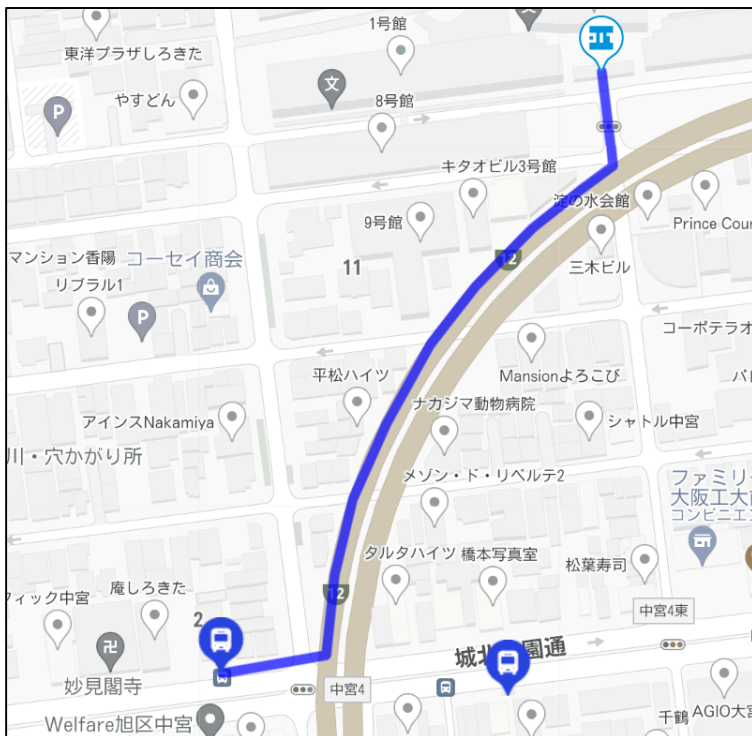 1号館
東洋プラザしろきた
文
やすどん
P
8号館
キタオビル3号館
淀の水会館
9号館
Prince Cour
マンション香陽
コーセイ商会
11
12
三木ビル
リブラル1
P
コーポテラオ
平松ハイツ
Mansionよろこび
ナカジマ動物病院
アインスNakamiya
シャトル中宮
川・穴かがり所
メゾン・ド・リベルテ2
ファミリー
大阪工大前
コンビニエン
タルタハイツ
橋本写真室
松葉寿司
フィック中宮
庵しろきた
12
中宮4東
2
城北
園通
妙見閣寺
中宮4
AGIO大宮
千鶴
Welfare旭区中宮